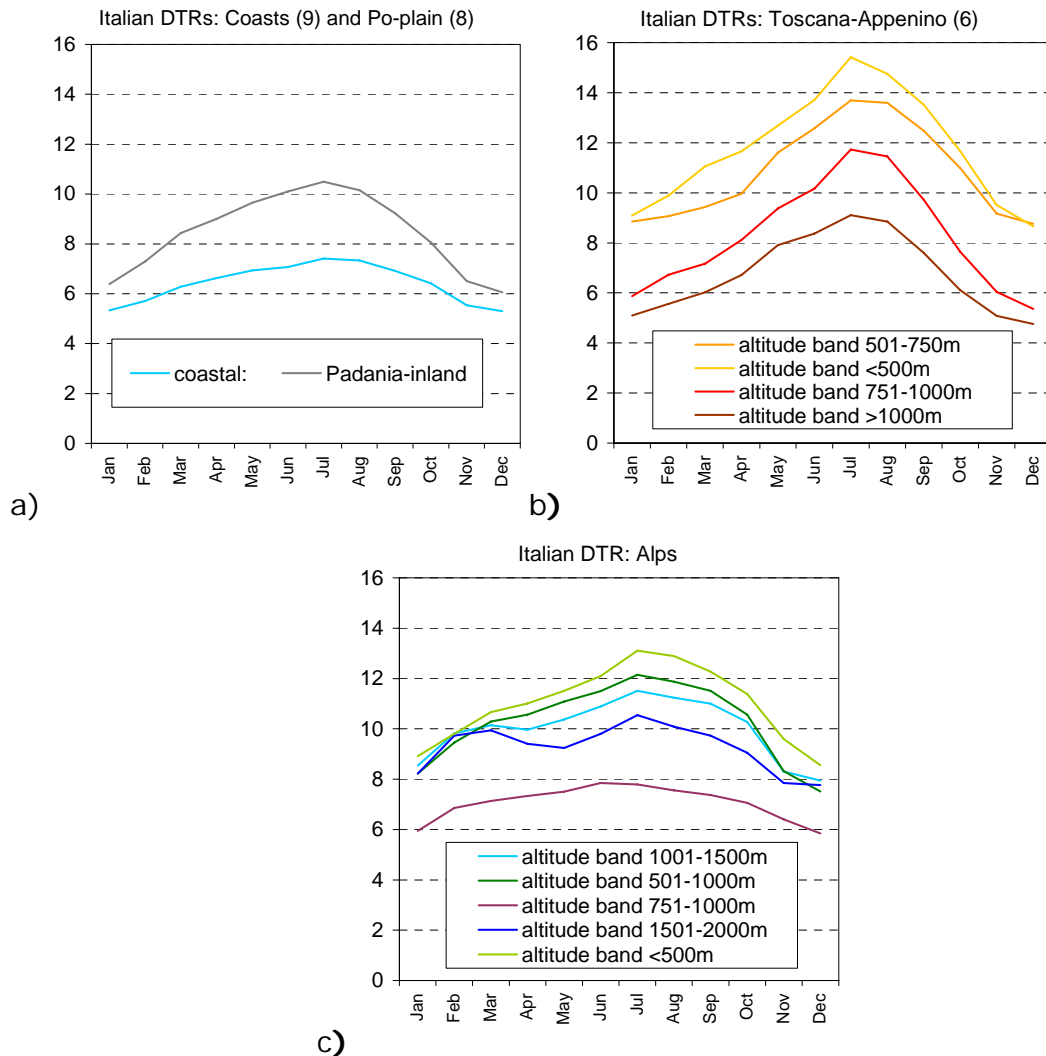 Italian DTRs: Coasts (9) and Po-plain (8)
16
14
12
10
8
6
4
2
0
coastal:
Padania-inland
Jan
Feb
Mar
Apr
May
Jun
Jul
Aug
Sep
Oct
Nov
Dec
a)
Italian DTRs: Toscana-Appenino (6)
16
14
12
10
8
6
4
2
0
altitude band 501-750m
altitude band <500m
altitude band 751-1000m
altitude band >1000m
Jan
Feb
Mar
Apr
May
Jun
Jul
Aug
Sep
Oct
Nov
Dec
b)
Italian DTR: Alps
16
14
12
10
8
6
4
2
0
altitude band 1001-1500m
altitude band 501-1000m
altitude band 751-1000m
altitude band 1501-2000m
altitude band <500m
Jan
Feb
Mar
Apr
May
Jun
Jul
Aug
Sep
Oct
Nov
Dec
c)